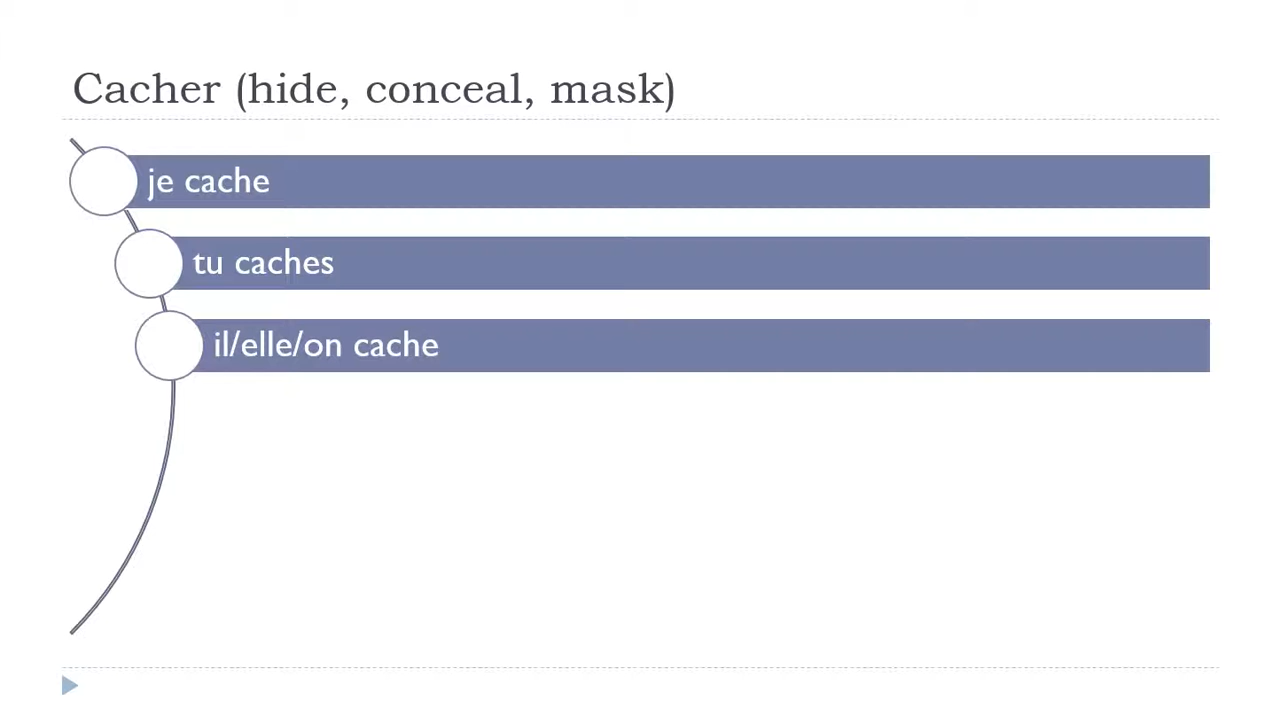 Cacher (hide, conceal, mask)
je cache
tu caches
il/elle/on cache